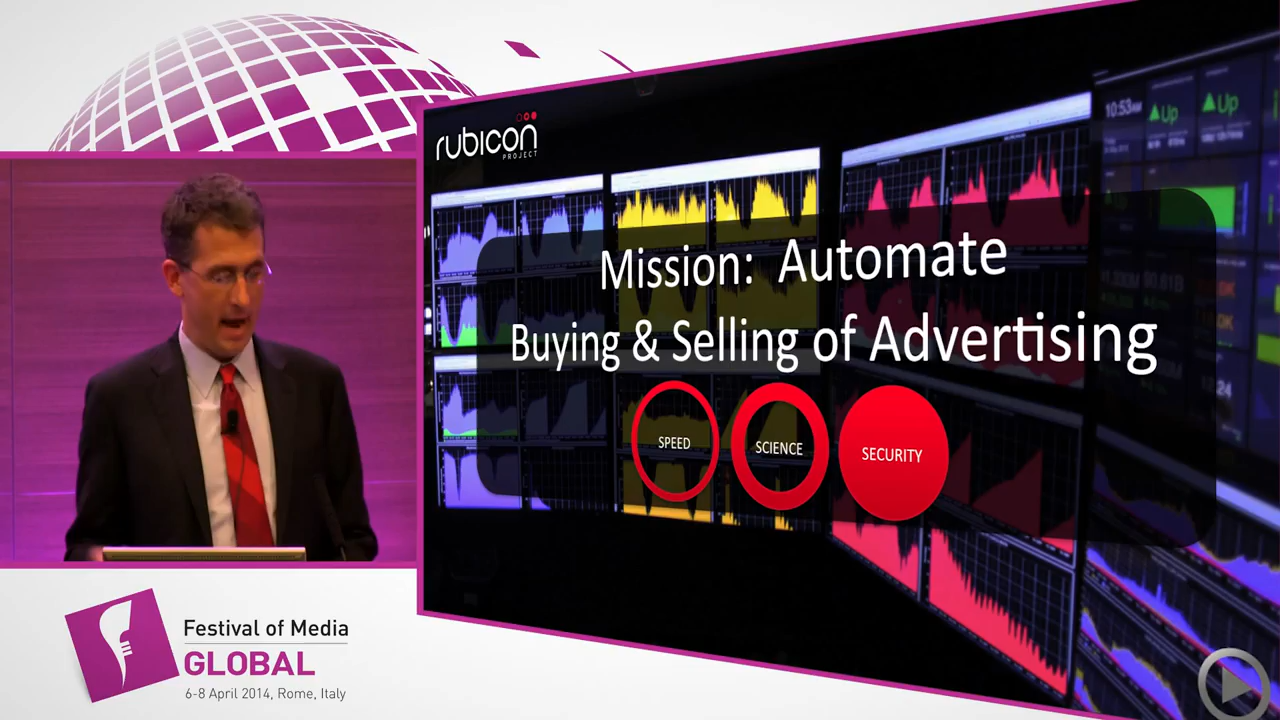 rubicon
PROJECT
10:53AM
Up
Up
Mission: Automate
Buying & Selling of Advertising
SPEED
SCIENCE
SECURITY
Festival of Media
GLOBAL
6-8 April 2014, Rome, Italy